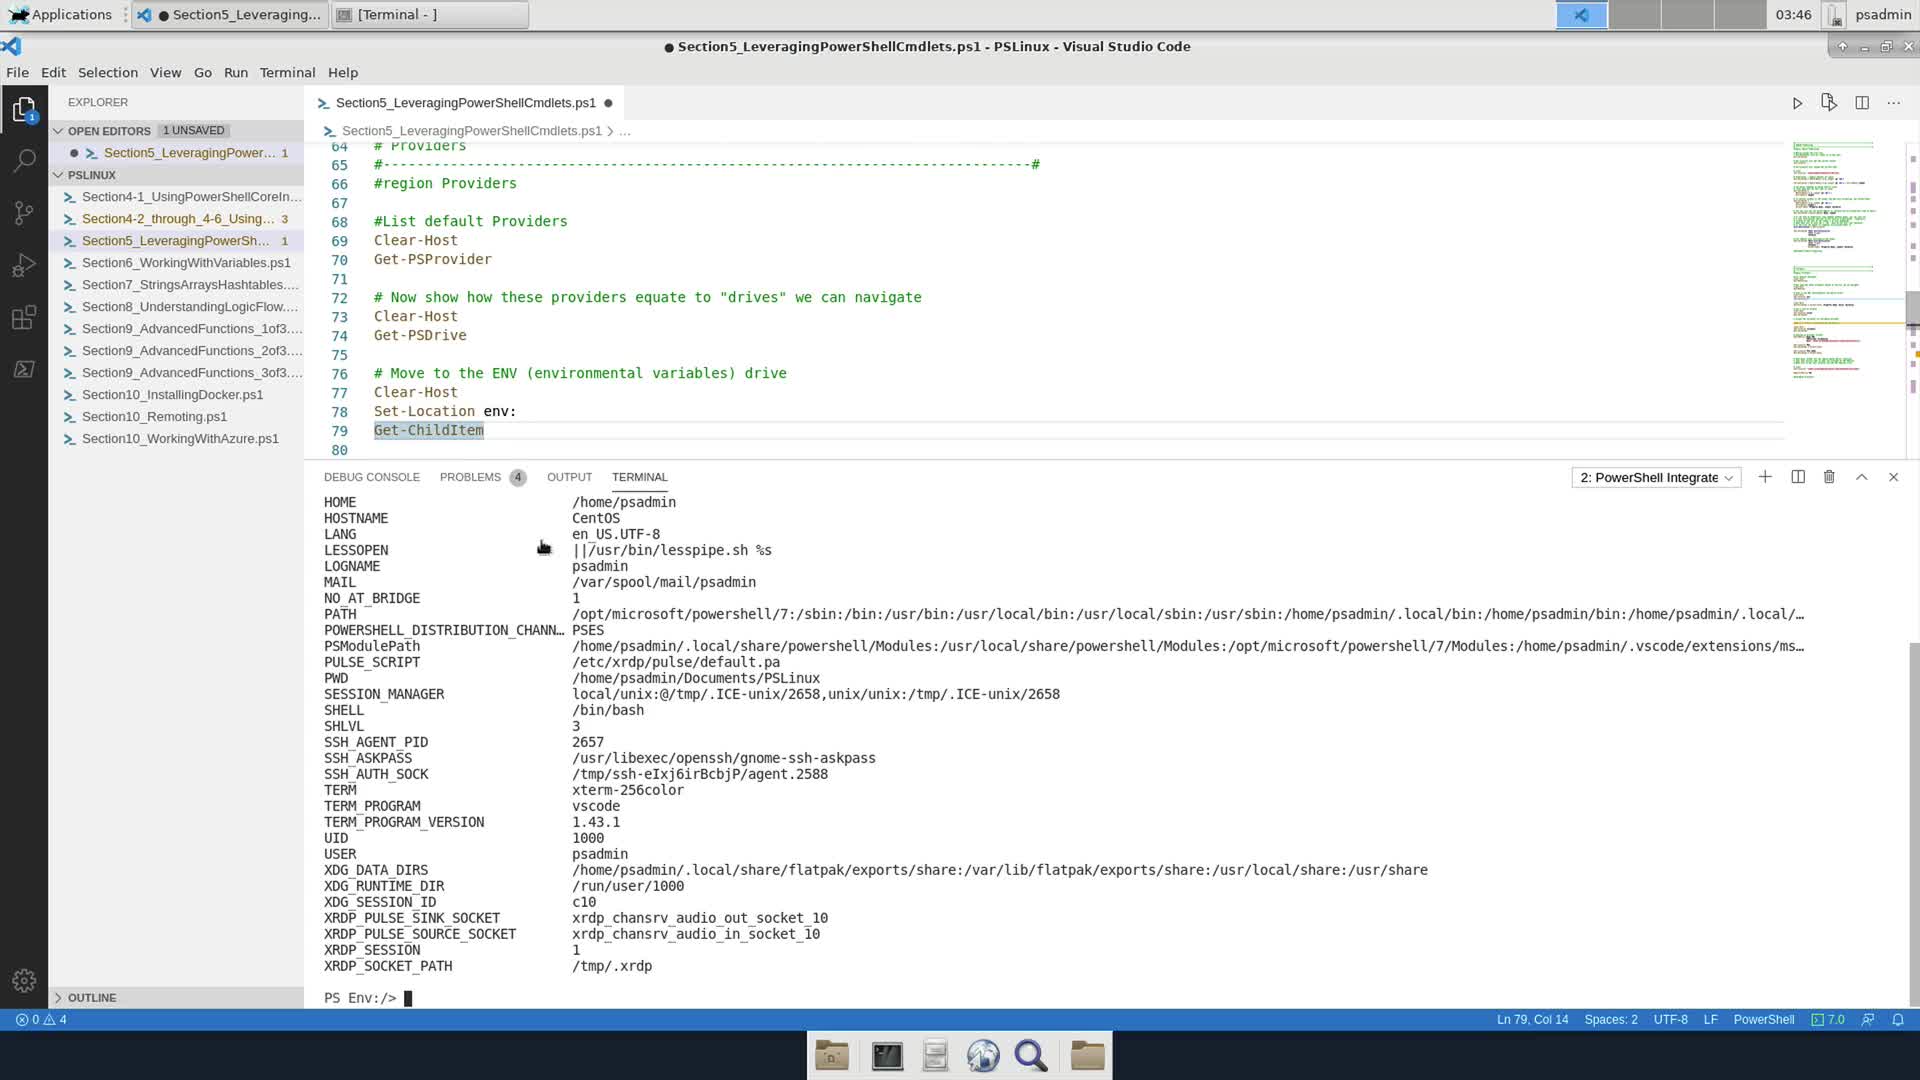 Applications
● Section5_Leveraging...
[Terminal - ]
03:46
psadmin
● Section5_LeveragingPowerShellCmdlets.ps1 - PSLinux - Visual Studio Code
File Edit Selection View Go Run Terminal Help
EXPLORER
OPEN EDITORS 1 UNSAVED
Section5_LeveragingPower... 1
PSLINUX
Section4-1_UsingPowerShellCoreIn...
Section4-2_through_4-6_Using... 3
Section5_LeveragingPowerSh... 1
Section6_WorkingWithVariables.ps1
Section7_StringsArraysHashtables....
Section8_UnderstandingLogicFlow....
Section9_AdvancedFunctions_1of3....
Section9_AdvancedFunctions_2of3....
Section9_AdvancedFunctions_3of3....
Section10_InstallingDocker.ps1
Section10_Remoting.ps1
Section10_WorkingWithAzure.ps1
OUTLINE
Section5_LeveragingPowerShellCmdlets.ps1
Section5_LeveragingPowerShellCmdlets.ps1 > ...
64 # Providers
65 #-----------------------------------------------------------------------------#
66 #region Providers
67
68 #List default Providers
69 Clear-Host
70 Get-PSProvider
71
72 # Now show how these providers equate to "drives" we can navigate
73 Clear-Host
74 Get-PSDrive
75
76 # Move to the ENV (environmental variables) drive
77 Clear-Host
78 Set-Location env:
79 Get-ChildItem
80
DEBUG CONSOLE PROBLEMS 4 OUTPUT TERMINAL
2: PowerShell Integrate
HOME /home/psadmin
HOSTNAME CentOS
LANG en_US.UTF-8
LESSOPEN ||/usr/bin/lesspipe.sh %s
LOGNAME psadmin
MAIL /var/spool/mail/psadmin
NO_AT_BRIDGE 1
PATH /opt/microsoft/powershell/7:/sbin:/bin:/usr/bin:/usr/local/bin:/usr/local/sbin:/usr/sbin:/home/psadmin/.local/bin:/home/psadmin/bin:/home/psadmin/.local/…
POWERSHELL_DISTRIBUTION_CHANN… PSES
PSModulePath /home/psadmin/.local/share/powershell/Modules:/usr/local/share/powershell/Modules:/opt/microsoft/powershell/7/Modules:/home/psadmin/.vscode/extensions/ms…
PULSE_SCRIPT /etc/xrdp/pulse/default.pa
PWD /home/psadmin/Documents/PSLinux
SESSION_MANAGER local/unix:@/tmp/.ICE-unix/2658,unix/unix:/tmp/.ICE-unix/2658
SHELL /bin/bash
SHLVL 3
SSH_AGENT_PID 2657
SSH_ASKPASS /usr/libexec/openssh/gnome-ssh-askpass
SSH_AUTH_SOCK /tmp/ssh-eIxj6irBcbjP/agent.2588
TERM xterm-256color
TERM_PROGRAM vscode
TERM_PROGRAM_VERSION 1.43.1
UID 1000
USER psadmin
XDG_DATA_DIRS /home/psadmin/.local/share/flatpak/exports/share:/var/lib/flatpak/exports/share:/usr/local/share:/usr/share
XDG_RUNTIME_DIR /run/user/1000
XDG_SESSION_ID c10
XRDP_PULSE_SINK_SOCKET xrdp_chansrv_audio_out_socket_10
XRDP_PULSE_SOURCE_SOCKET xrdp_chansrv_audio_in_socket_10
XRDP_SESSION 1
XRDP_SOCKET_PATH /tmp/.xrdp
PS Env:/>
0 4
Ln 79, Col 14 Spaces: 2 UTF-8 LF PowerShell 7.0